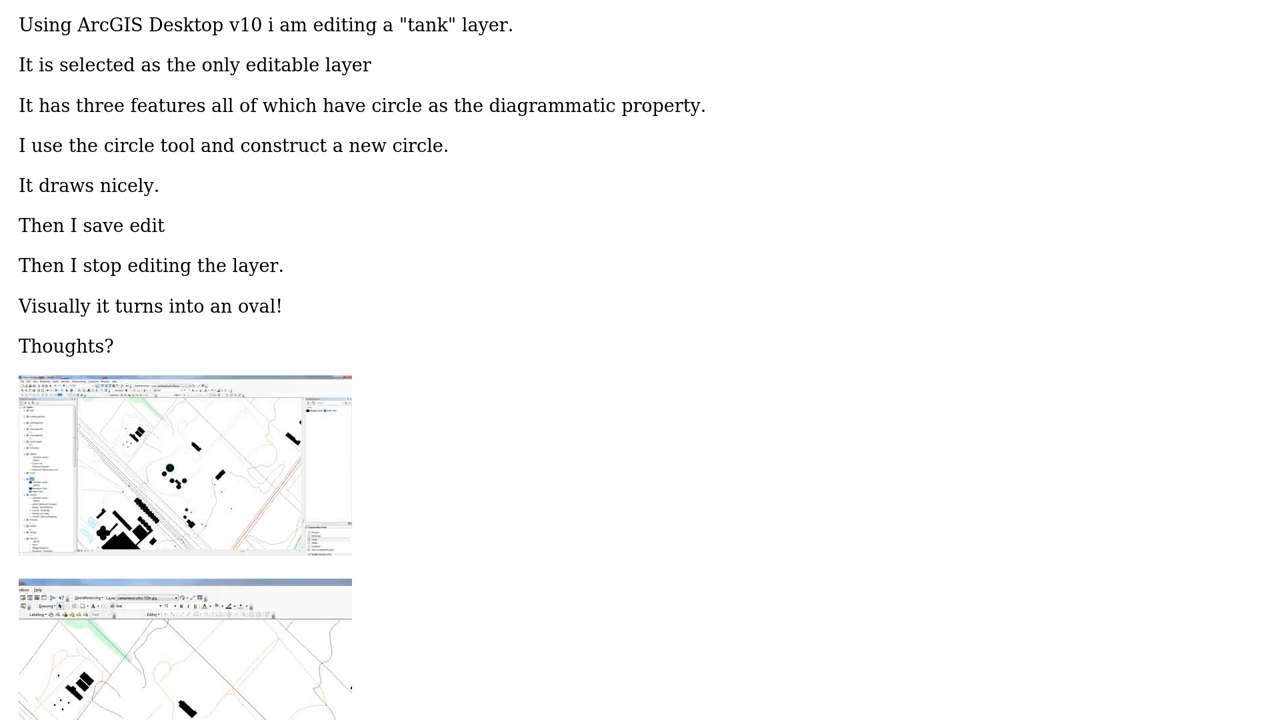 Using ArcGIS Desktop v10 i am editing a "tank" layer.
It is selected as the only editable layer
It has three features all of which have circle as the diagrammatic property.
I use the circle tool and construct a new circle.
It draws nicely.
Then I save edit
Then I stop editing the layer.
Visually it turns into an oval!
Thoughts?